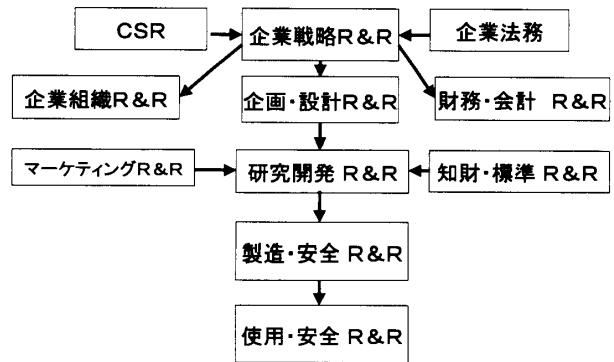 CSR
企業戦略R&R
企業法務
企業組織R&R
企画・設計R&R
財務・会計 R&R
マーケティングR&R
研究開発 R&R
知財・標準 R&R
製造・安全 R&R
使用・安全 R&R